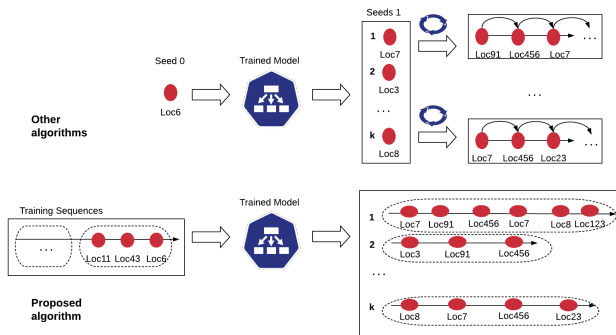 Seeds 1
Seed 0
Trained Model
1
Loc7
Loc91 Loc456 Loc7
...
2
Loc3
Loc6
...
...
Other
algorithms
k
Loc8
Loc7 Loc456 Loc23
...
Training Sequences
Trained Model
...
Loc11 Loc43 Loc6
1
Loc7 Loc91 Loc456 Loc7 Loc8 Loc123
2
Loc3 Loc91 Loc456
...
k
Loc8 Loc7 Loc456 Loc23
Proposed
algorithm